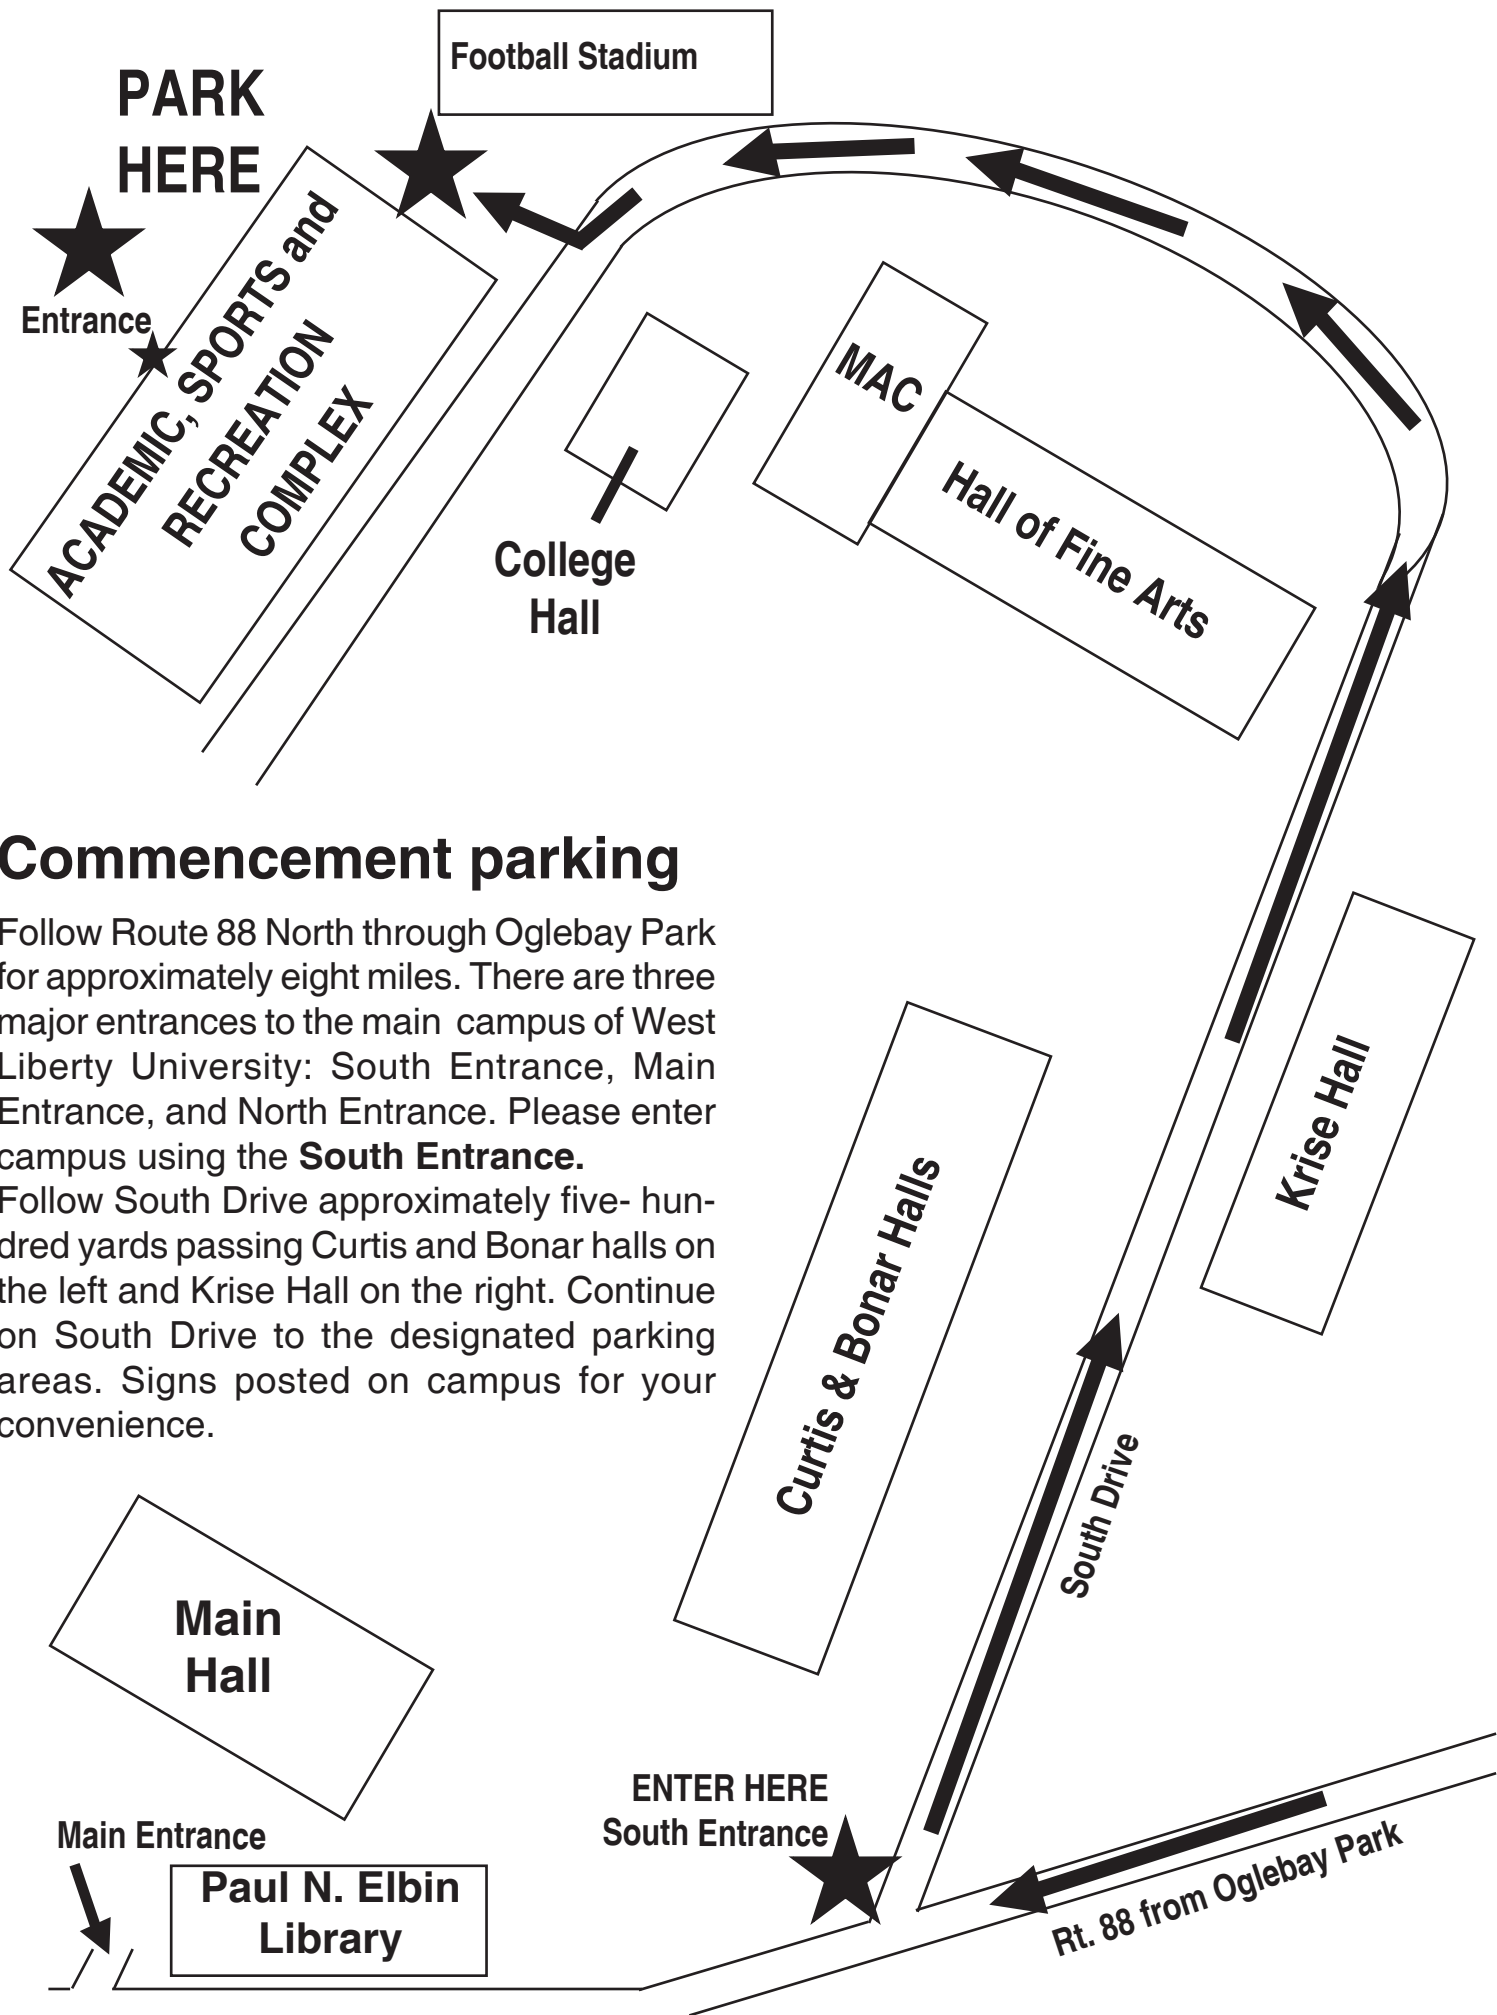 Football Stadium
PARK
HERE
Entrance
ACADEMIC, SPORTS and
RECREATION
COMPLEX
MAC
Hall of Fine Arts
College
Hall
Commencement parking
Follow Route 88 North through Oglebay Park
for approximately eight miles. There are three
major entrances to the main campus of West
Liberty University: South Entrance, Main
Entrance, and North Entrance. Please enter
campus using the South Entrance.
Follow South Drive approximately five- hun-
dred yards passing Curtis and Bonar halls on
the left and Krise Hall on the right. Continue
on South Drive to the designated parking
areas. Signs posted on campus for your
convenience.
Krise Hall
Curtis & Bonar Halls
South Drive
Main
Hall
ENTER HERE
South Entrance
Main Entrance
Paul N. Elbin
Library
Rt. 88 from Oglebay Park